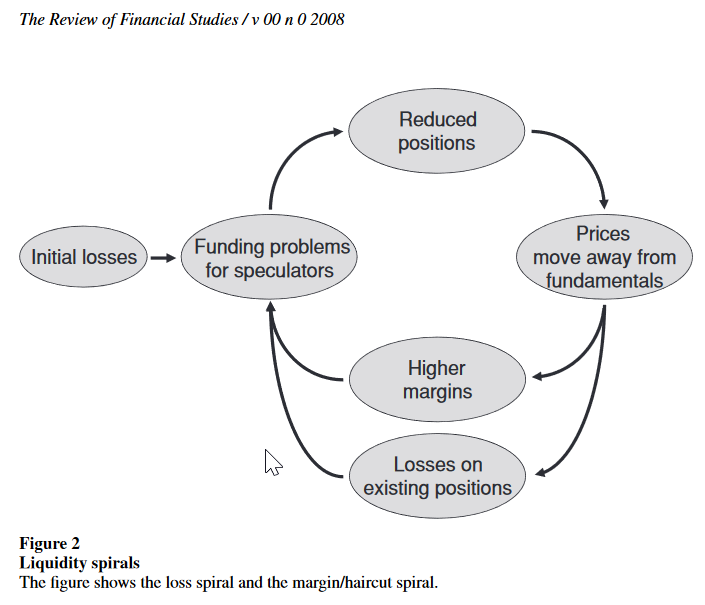 The Review of Financial Studies / v 00 n 0 2008
Reduced
positions
Initial losses
Funding problems
for speculators
Prices
move away from
fundamentals
Higher
margins
Losses on
existing positions
Figure 2
Liquidity spirals
The figure shows the loss spiral and the margin/haircut spiral.